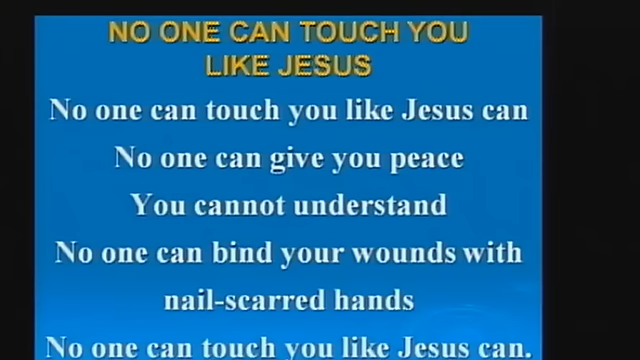 NO ONE CAN TOUCH YOU
LIKE JESUS
No one can touch you like Jesus can
No one can give you peace
You cannot understand
No one can bind your wounds with
nail-scarred hands
No one can touch you like Jesus can.